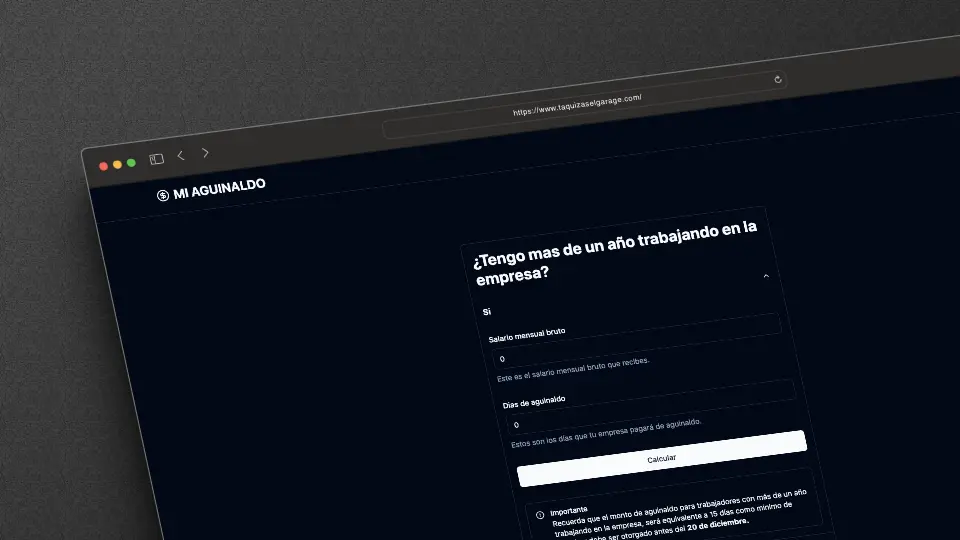 https://www.taquizaselgarage.com/
MI AGUINALDO
¿Tengo mas de un año trabajando en la
empresa?
Si
Salario mensual bruto
0
Este es el salario mensual bruto que recibes.
Dias de aguinaldo
0
Estos son los días que tu empresa pagará de aguinaldo.
Calcular
Importante
Recuerda que el monto de aguinaldo para trabajadores con más de un año
trabajando en la empresa, será equivalente a 15 días como mínimo de
debe ser otorgado antes del 20 de diciembre.